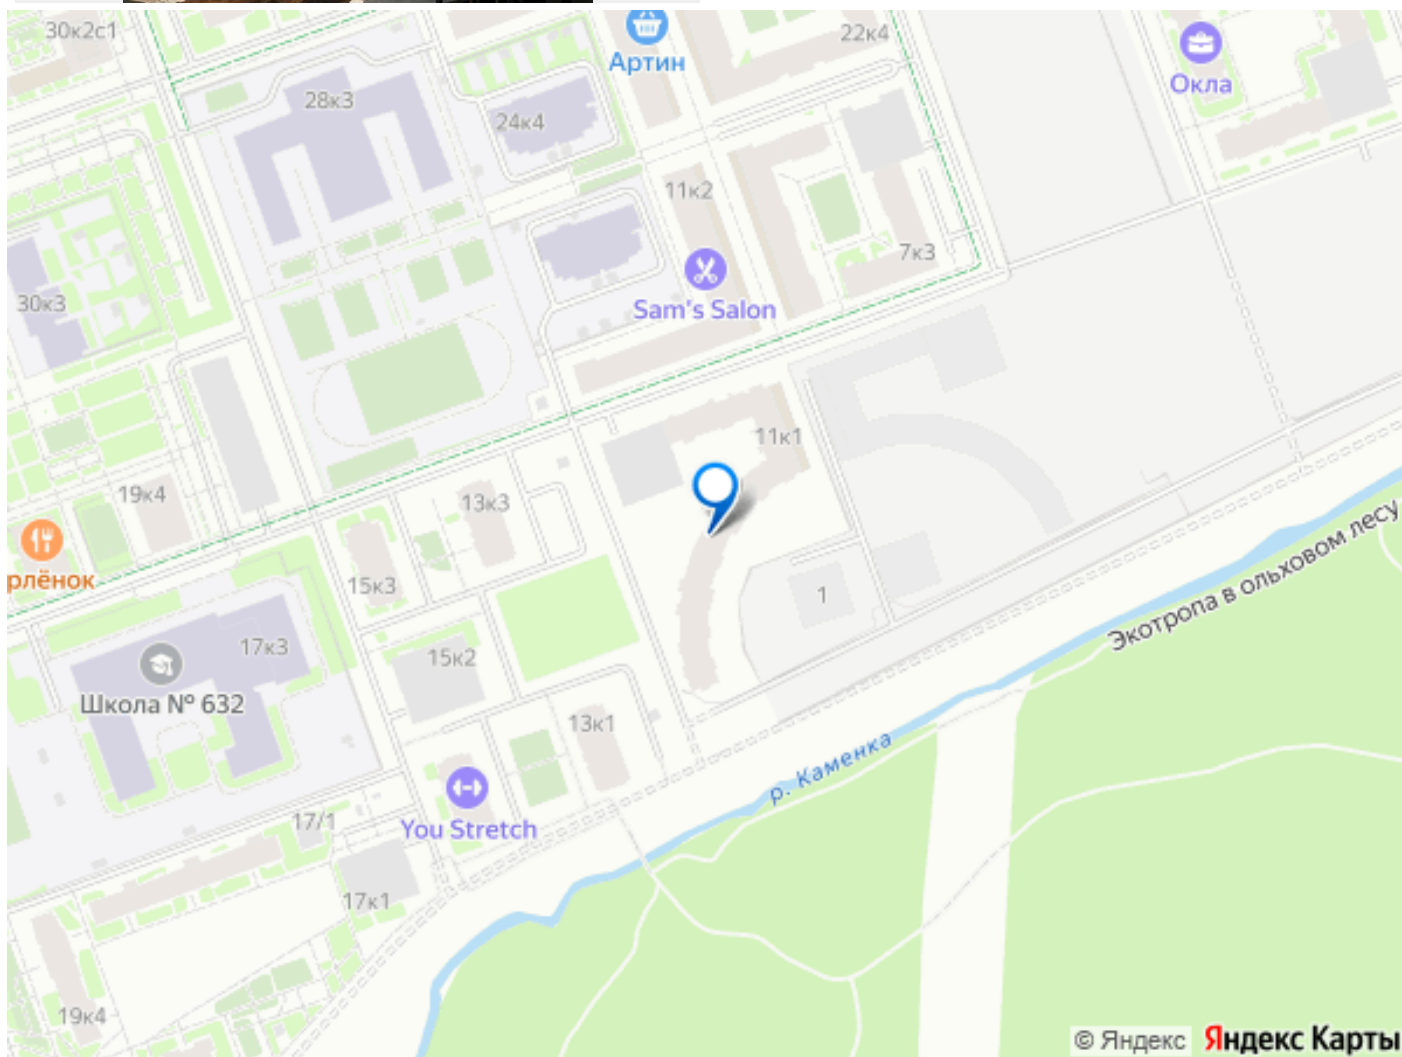 30к2с1
Артин
22к4
Окла
28к3
24к4
11к2
7к3
30к3
Sam's Salon
11к1
19к4
13к3
рлёнок
15к3
1
Экотропа в ольховом лесу
17к3
15к2
Школа № 632
13к1
р. Каменка
You Stretch
17/1
17к1
19к4
© Яндекс Яндекс Карты